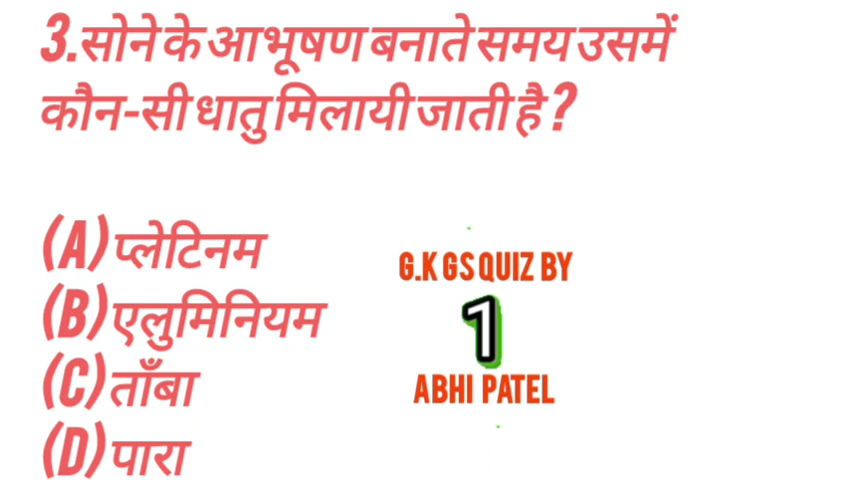 3.सोने के आभूषण बनाते समय उसमें
कौन-सी धातु मिलायी जाती है ?
(A) प्लेटिनम
(B) एलुमिनियम
(C) ताँबा
(D) पारा
G.K GS QUIZ BY
1
ABHI PATEL